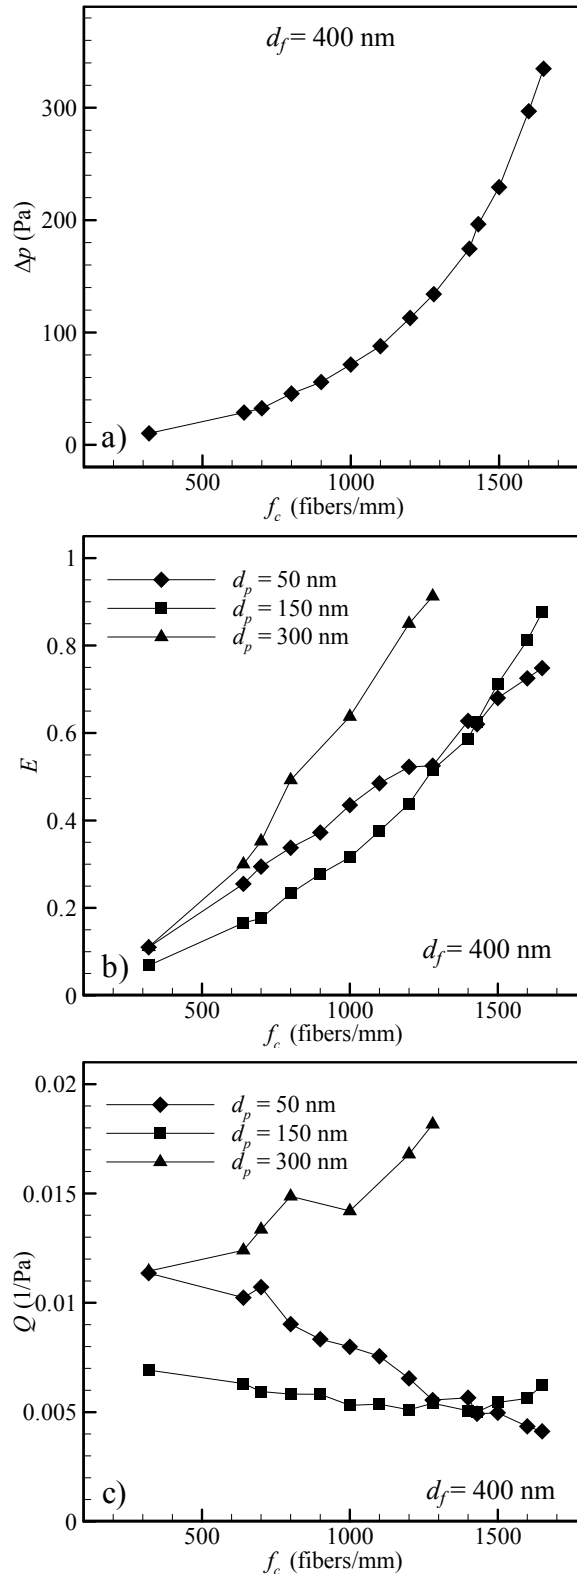 d_f = 400 nm
300
200
100
0
Δp (Pa)
a)
500 1000 1500
f_c (fibers/mm)
1
0.8
0.6
0.4
0.2
0
E
d_p = 50 nm
d_p = 150 nm
d_p = 300 nm
b)
d_f = 400 nm
500 1000 1500
f_c (fibers/mm)
0.02
0.015
0.01
0.005
0
Q (1/Pa)
d_p = 50 nm
d_p = 150 nm
d_p = 300 nm
c)
d_f = 400 nm
500 1000 1500
f_c (fibers/mm)